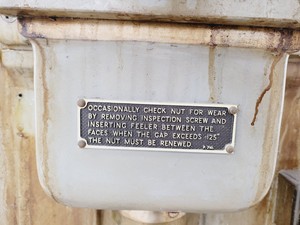 OCCASIONALLY CHECK NUT FOR WEAR
BY REMOVING INSPECTION SCREW AND
INSERTING FEELER BETWEEN THE
FACES. WHEN THE GAP EXCEEDS ·125"
THE NUT MUST BE RENEWED